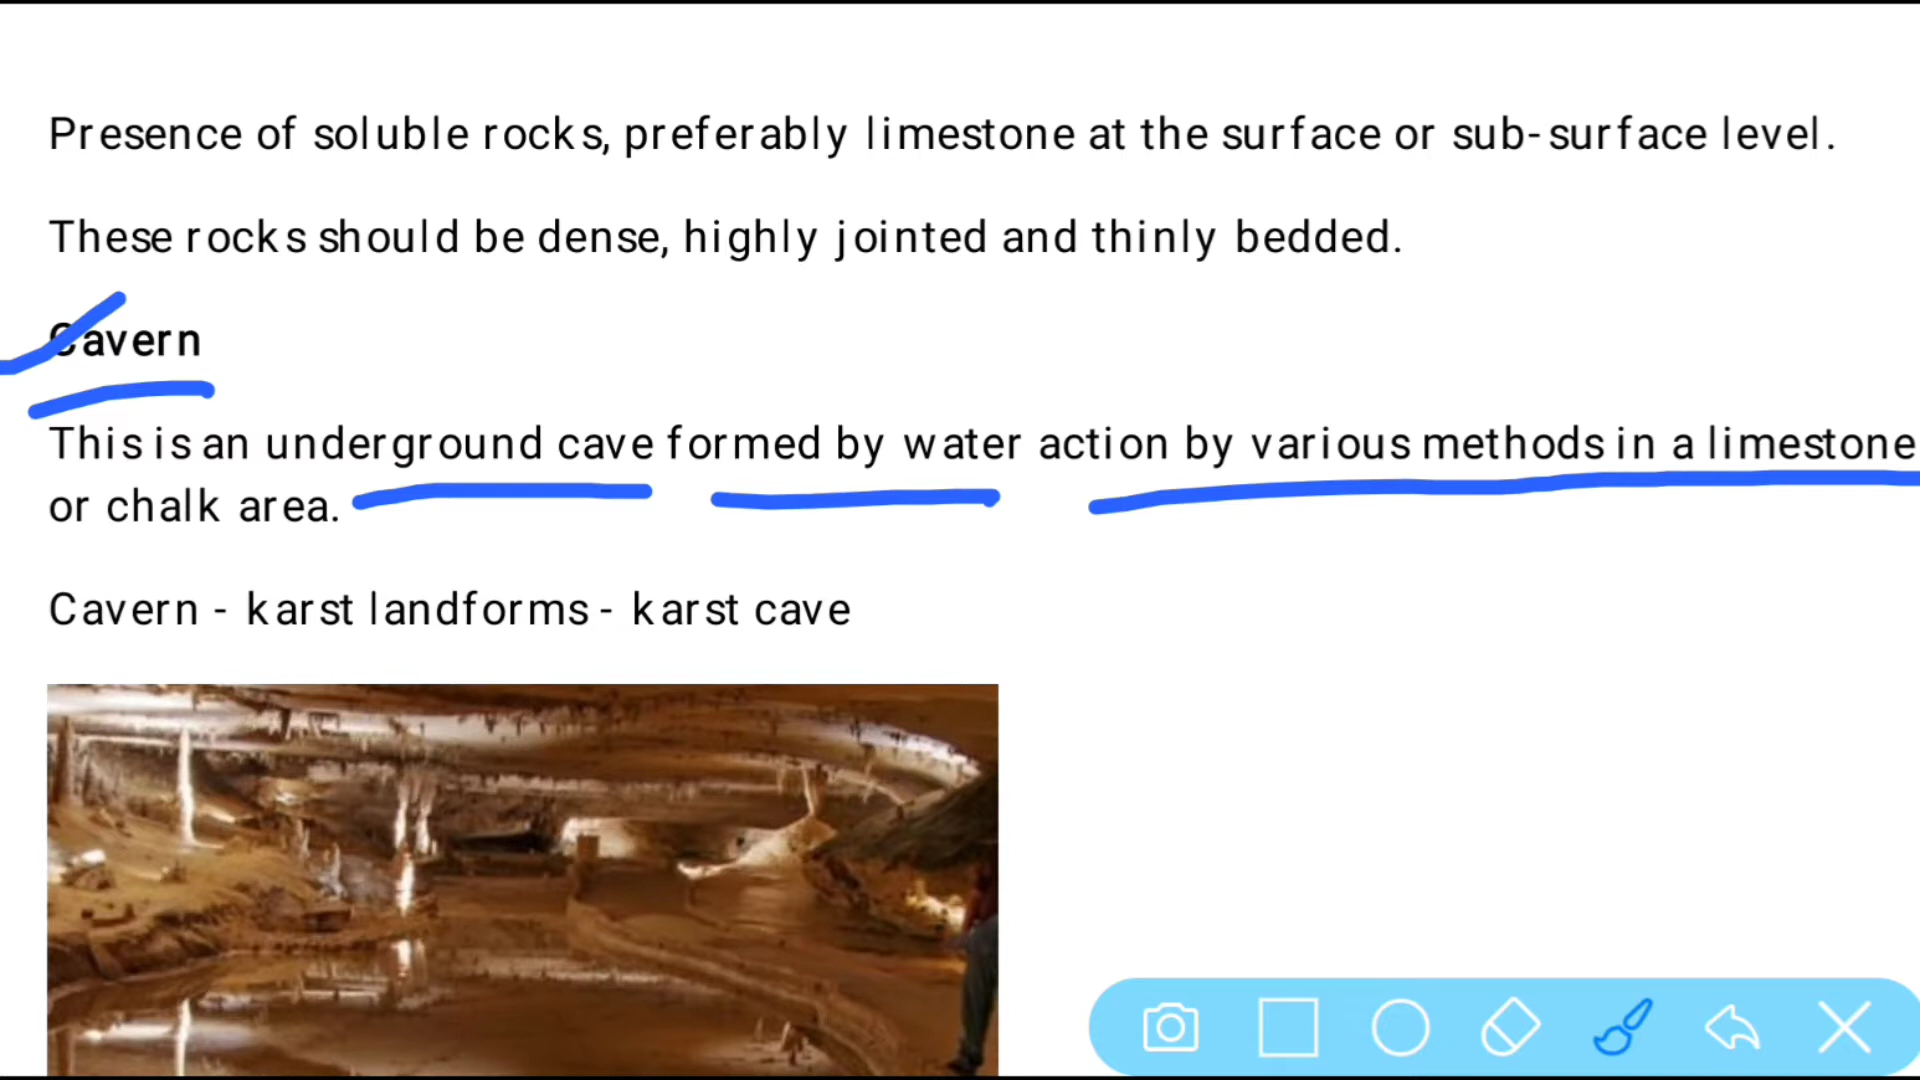 Presence of soluble rocks, preferably limestone at the surface or sub-surface level.
These rocks should be dense, highly jointed and thinly bedded.
Cavern
This is an underground cave formed by water action by various methods in a limestone
or chalk area.
Cavern - karst landforms - karst cave